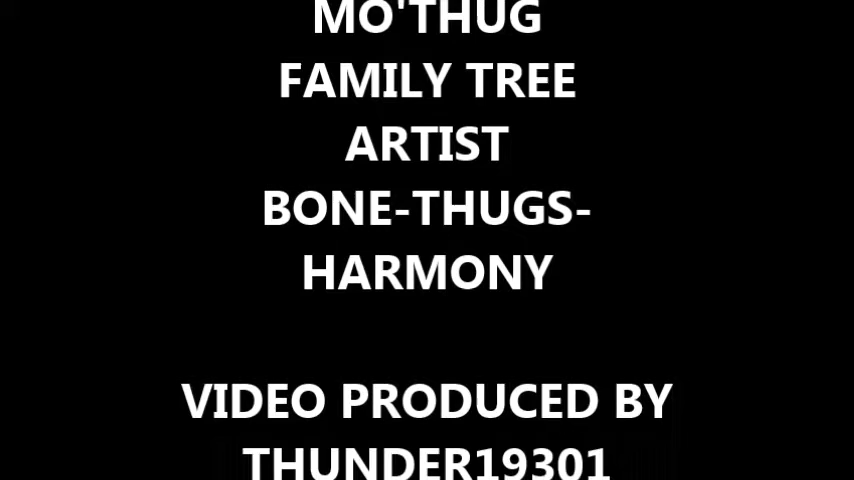 MO'THUG
FAMILY TREE
ARTIST
BONE-THUGS-
HARMONY
VIDEO PRODUCED BY
THUNDER19301